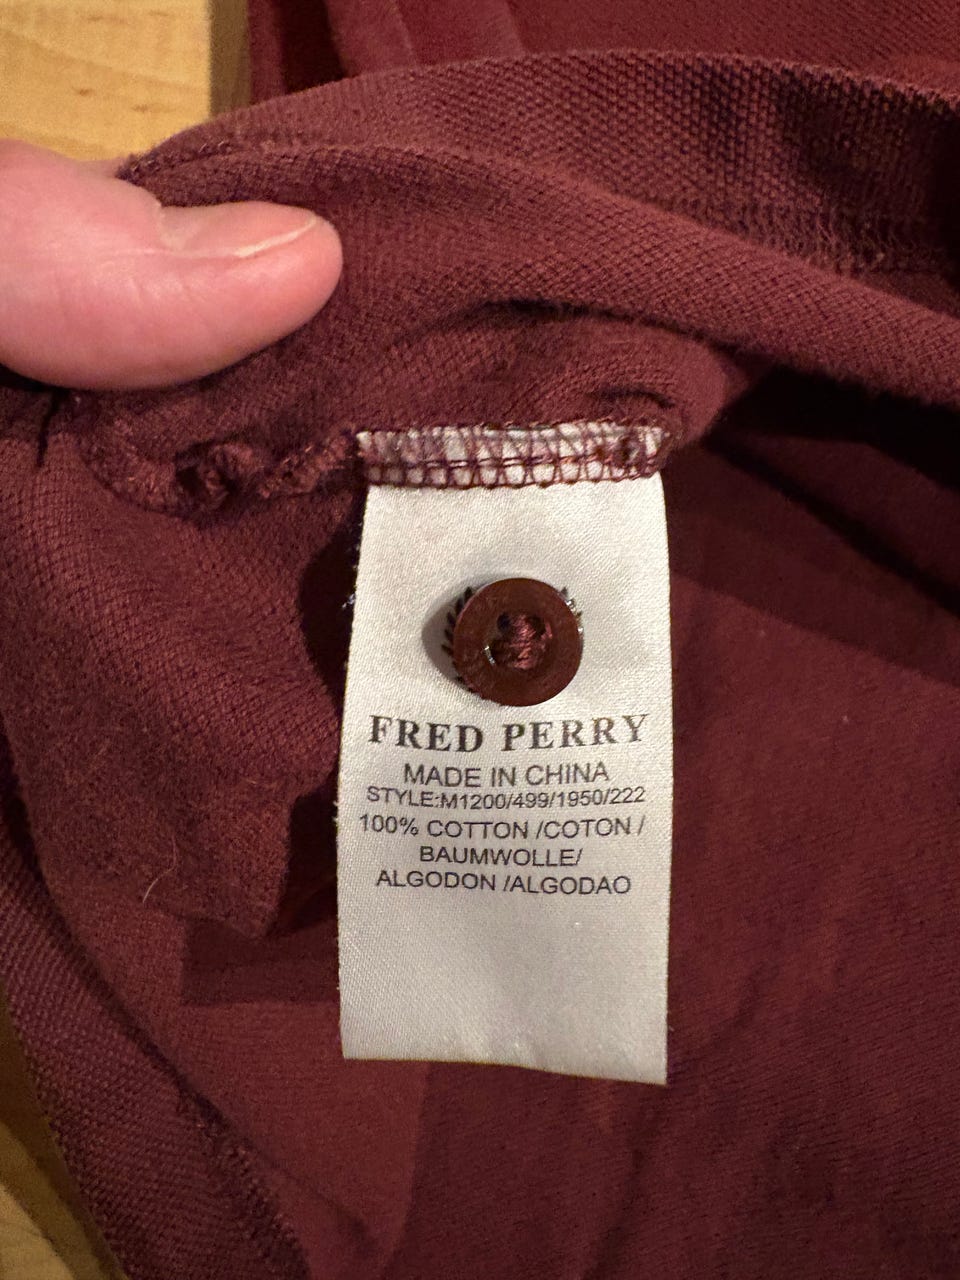 FRED PERRY
MADE IN CHINA
STYLE:M1200/499/1950/222
100% COTTON /COTON /
BAUMWOLLE/
ALGODON /ALGODAO